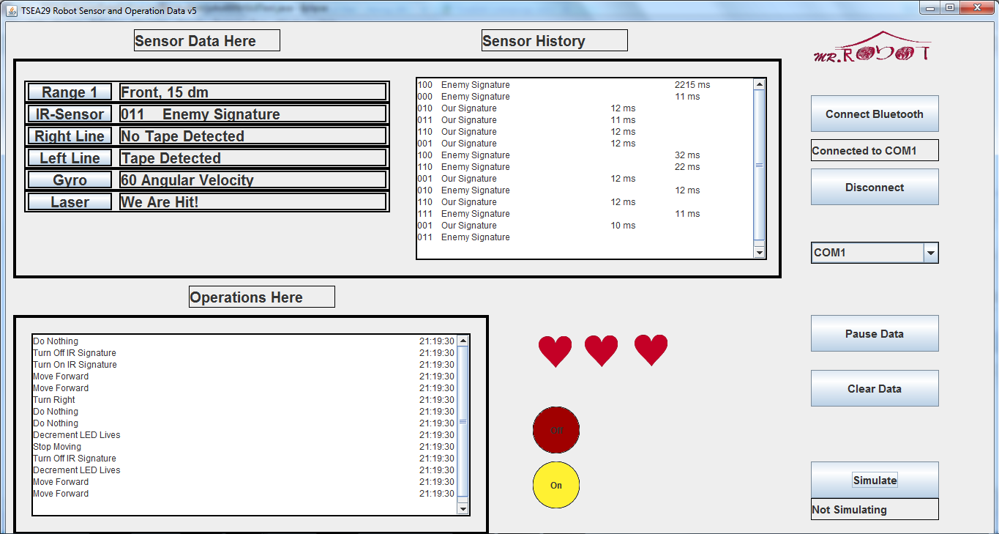 TSEA29 Robot Sensor and Operation Data v5
Sensor Data Here
Sensor History
MR.ROBOT
Range 1 Front, 15 dm
IR-Sensor 011 Enemy Signature
Right Line No Tape Detected
Left Line Tape Detected
Gyro 60 Angular Velocity
Laser We Are Hit!
100 Enemy Signature 2215 ms
000 Enemy Signature 11 ms
010 Our Signature 12 ms
011 Our Signature 11 ms
110 Our Signature 12 ms
001 Our Signature 12 ms
100 Enemy Signature 32 ms
110 Enemy Signature 22 ms
001 Our Signature 12 ms
010 Enemy Signature 12 ms
110 Our Signature 12 ms
111 Enemy Signature 11 ms
001 Our Signature 10 ms
011 Enemy Signature
Connect Bluetooth
Connected to COM1
Disconnect
COM1
Operations Here
Do Nothing 21:19:30
Turn Off IR Signature 21:19:30
Turn On IR Signature 21:19:30
Move Forward 21:19:30
Move Forward 21:19:30
Turn Right 21:19:30
Do Nothing 21:19:30
Do Nothing 21:19:30
Decrement LED Lives 21:19:30
Stop Moving 21:19:30
Turn Off IR Signature 21:19:30
Decrement LED Lives 21:19:30
Move Forward 21:19:30
Move Forward 21:19:30
Off
On
Pause Data
Clear Data
Simulate
Not Simulating